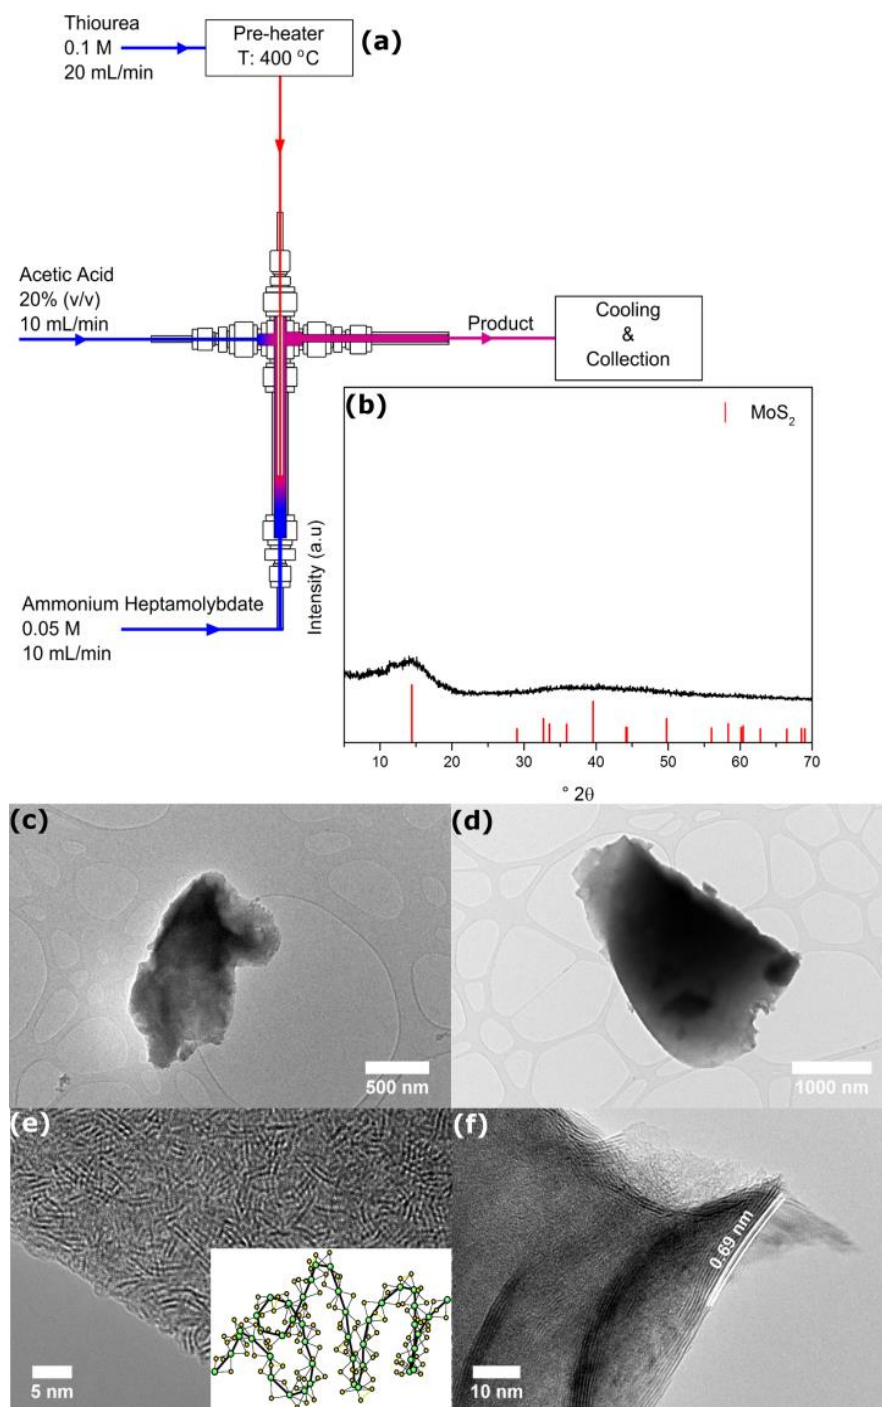 Thiourea
0.1 M
20 mL/min
Pre-heater
T: 400 °C
(a)
Acetic Acid
20% (v/v)
10 mL/min
Product
Cooling
&
Collection
Ammonium Heptamolybdate
0.05 M
10 mL/min
(b)
MoS2
Intensity (a.u)
10 20 30 40 50 60 70
° 2θ
(c)
500 nm
(d)
1000 nm
(e)
5 nm
(f)
0.69 nm
10 nm